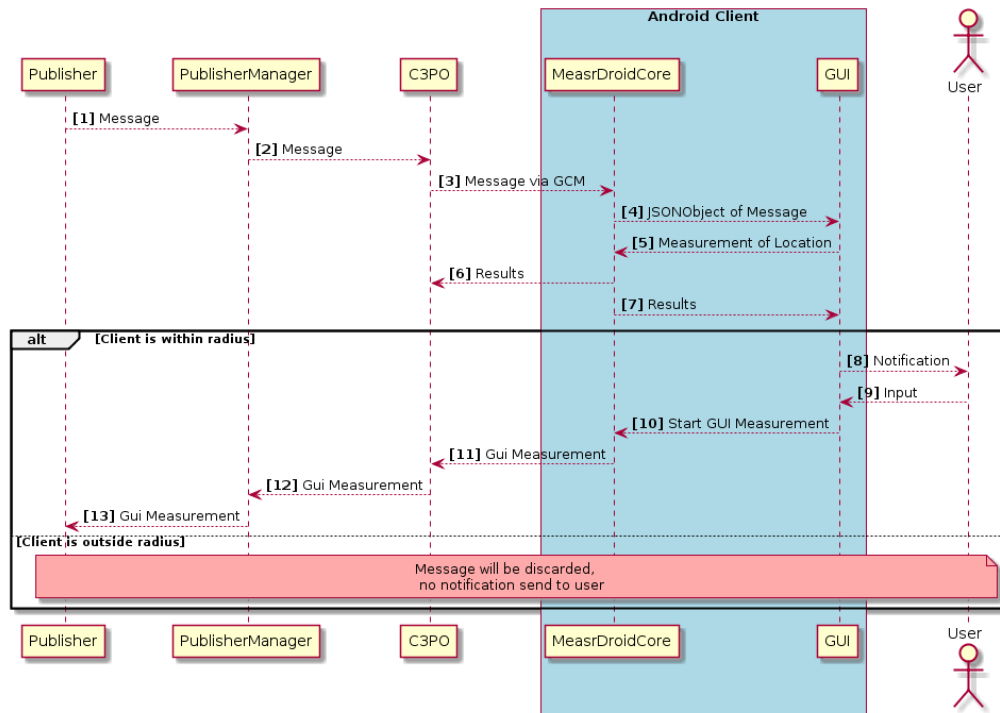 Android Client
Publisher
PublisherManager
C3PO
MeasrDroidCore
GUI
User
[1] Message
[2] Message
[3] Message via GCM
[4] JSONObject of Message
[5] Measurement of Location
[6] Results
[7] Results
alt [Client is within radius]
[8] Notification
[9] Input
[10] Start GUI Measurement
[11] Gui Measurement
[12] Gui Measurement
[13] Gui Measurement
[Client is outside radius]
Message will be discarded,
no notification send to user
Publisher
PublisherManager
C3PO
MeasrDroidCore
GUI
User